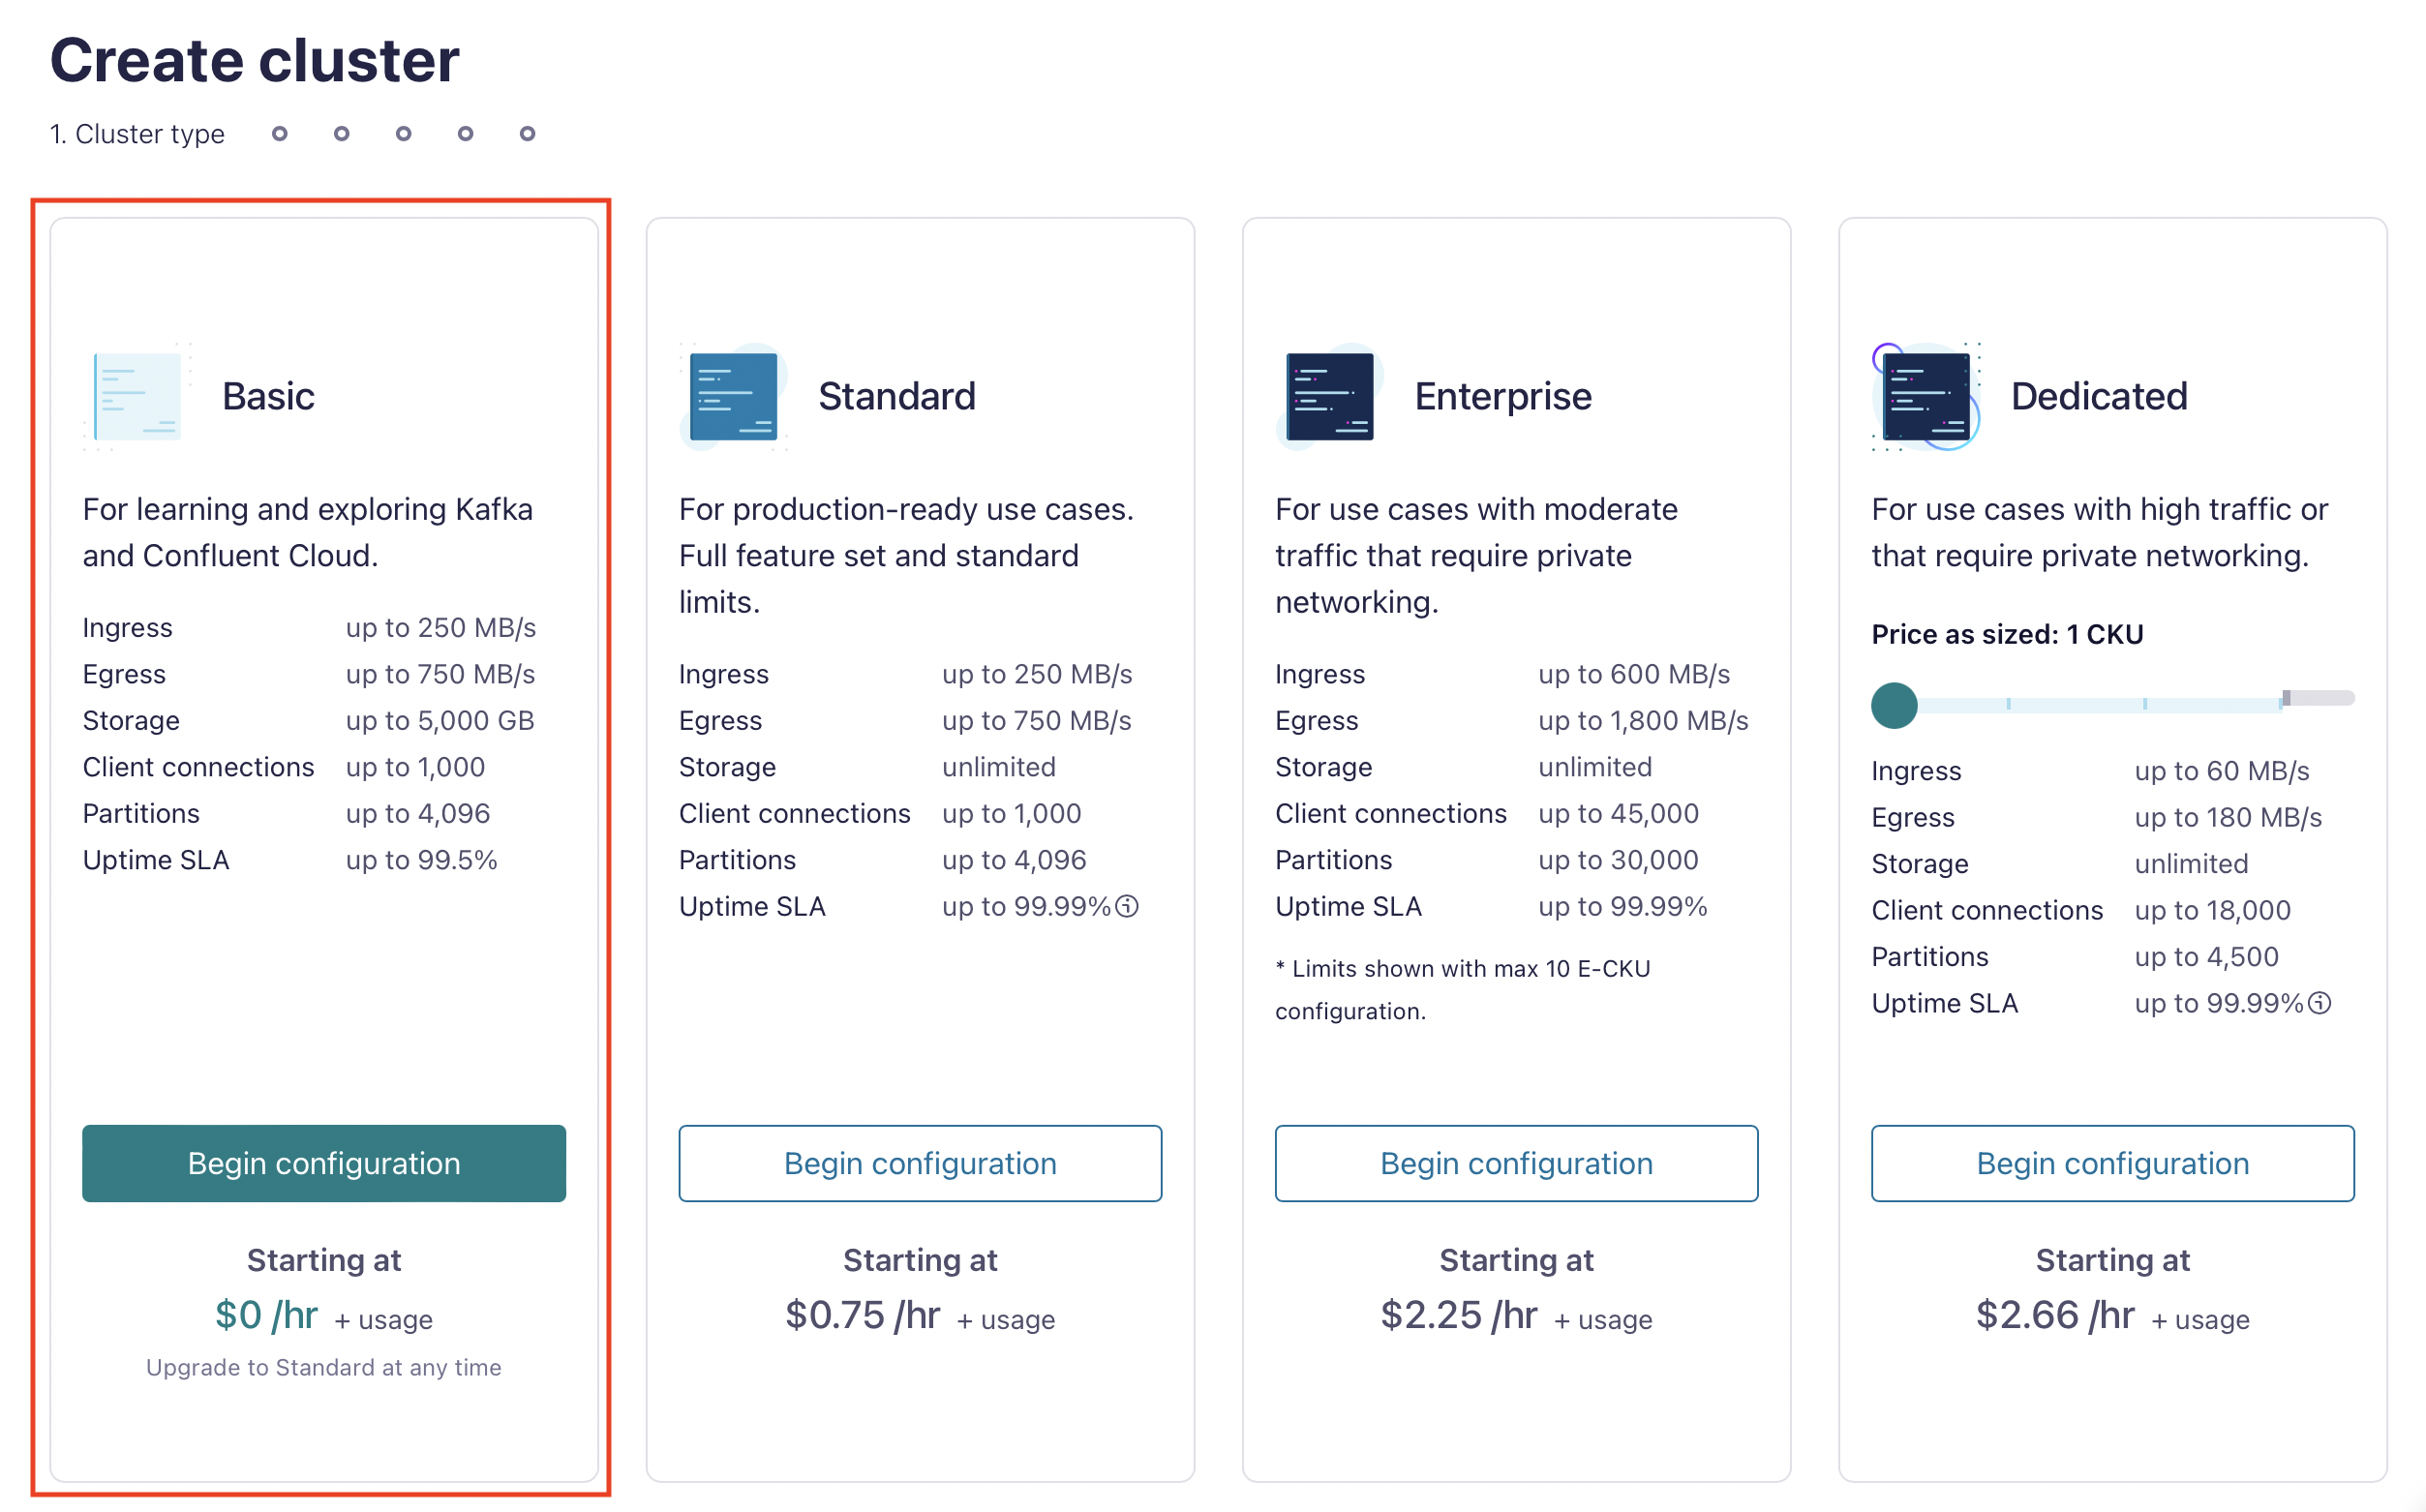 Create cluster
1. Cluster type
Basic
For learning and exploring Kafka
and Confluent Cloud.
Ingress up to 250 MB/s
Egress up to 750 MB/s
Storage up to 5,000 GB
Client connections up to 1,000
Partitions up to 4,096
Uptime SLA up to 99.5%
Begin configuration
Starting at
$0 /hr + usage
Upgrade to Standard at any time
Standard
For production-ready use cases.
Full feature set and standard
limits.
Ingress up to 250 MB/s
Egress up to 750 MB/s
Storage unlimited
Client connections up to 1,000
Partitions up to 4,096
Uptime SLA up to 99.99%
Begin configuration
Starting at
$0.75 /hr + usage
Enterprise
For use cases with moderate
traffic that require private
networking.
Ingress up to 600 MB/s
Egress up to 1,800 MB/s
Storage unlimited
Client connections up to 45,000
Partitions up to 30,000
Uptime SLA up to 99.99%
* Limits shown with max 10 E-CKU
configuration.
Begin configuration
Starting at
$2.25 /hr + usage
Dedicated
For use cases with high traffic or
that require private networking.
Price as sized: 1 CKU
Ingress up to 60 MB/s
Egress up to 180 MB/s
Storage unlimited
Client connections up to 18,000
Partitions up to 4,500
Uptime SLA up to 99.99%
Begin configuration
Starting at
$2.66 /hr + usage